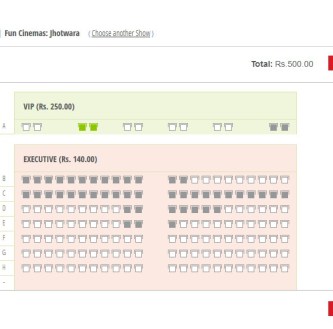 Fun Cinemas: Jhotwara ( Choose another Show )
Total: Rs.500.00
VIP (Rs. 250.00)
A
EXECUTIVE (Rs. 140.00)
B
C
D
E
F
G
H